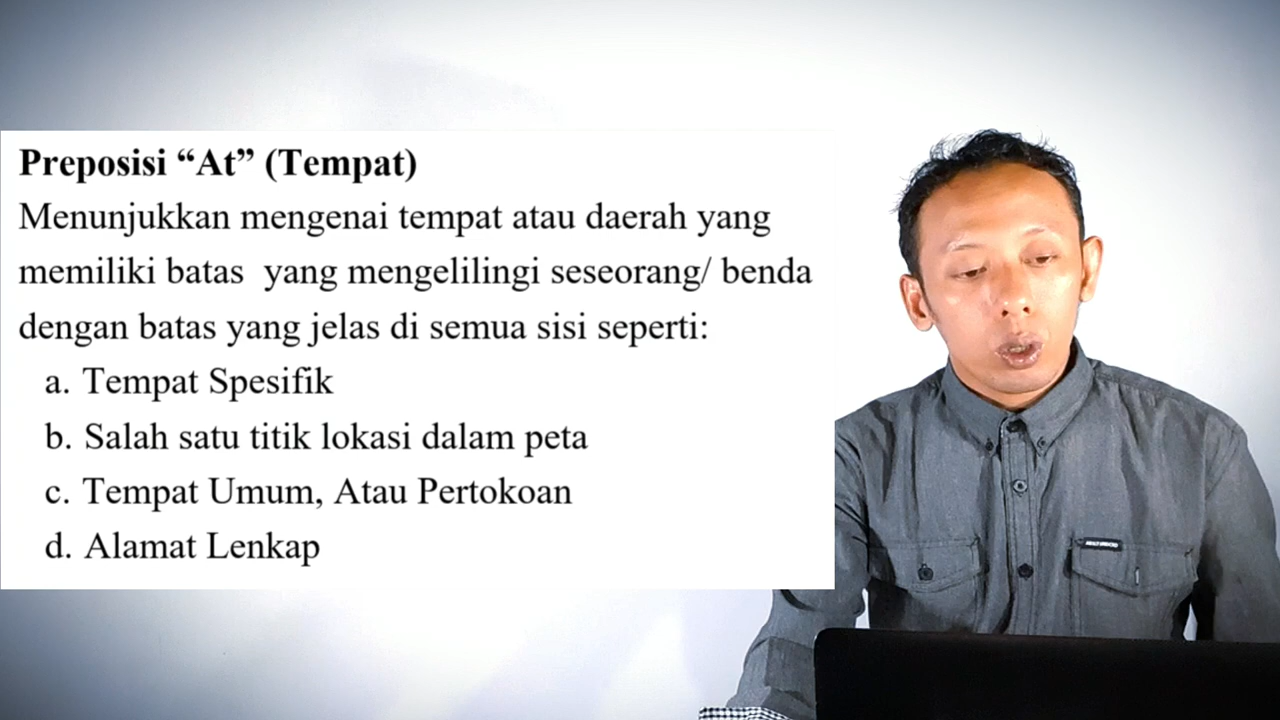 Preposisi “At” (Tempat)
Menunjukkan mengenai tempat atau daerah yang
memiliki batas yang mengelilingi seseorang/ benda
dengan batas yang jelas di semua sisi seperti:
a. Tempat Spesifik
b. Salah satu titik lokasi dalam peta
c. Tempat Umum, Atau Pertokoan
d. Alamat Lenkap